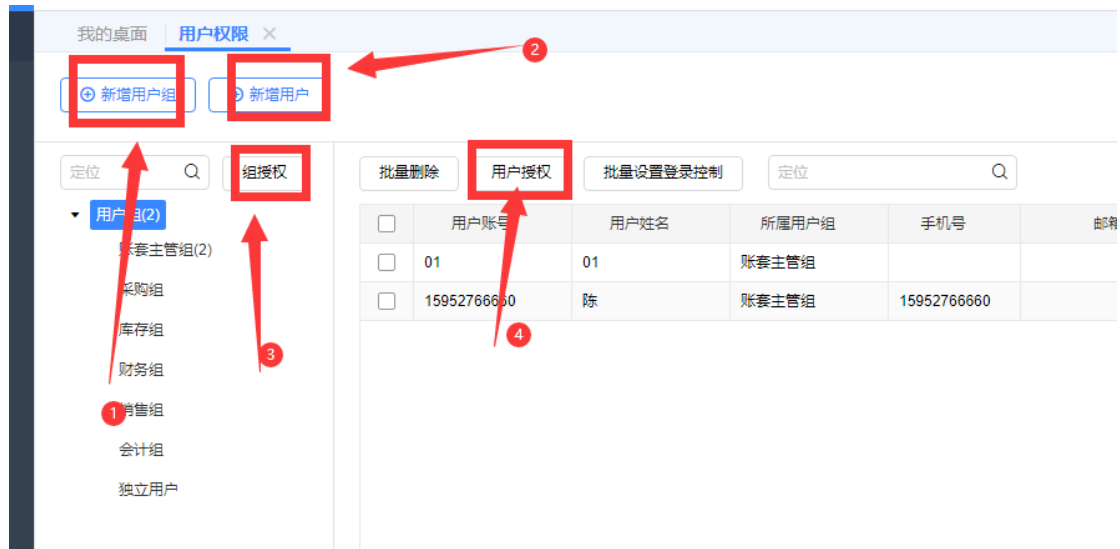 我的桌面 用户权限
2
新增用户组 新增用户
定位 组授权 批量删除 用户授权 批量设置登录控制 定位
用户组(2) 用户账号 用户姓名 所属用户组 手机号 邮箱
账套主管组(2) 01 01 账套主管组
采购组 15952766660 陈 账套主管组 15952766660
库存组 4
3
财务组
1 销售组
会计组
独立用户